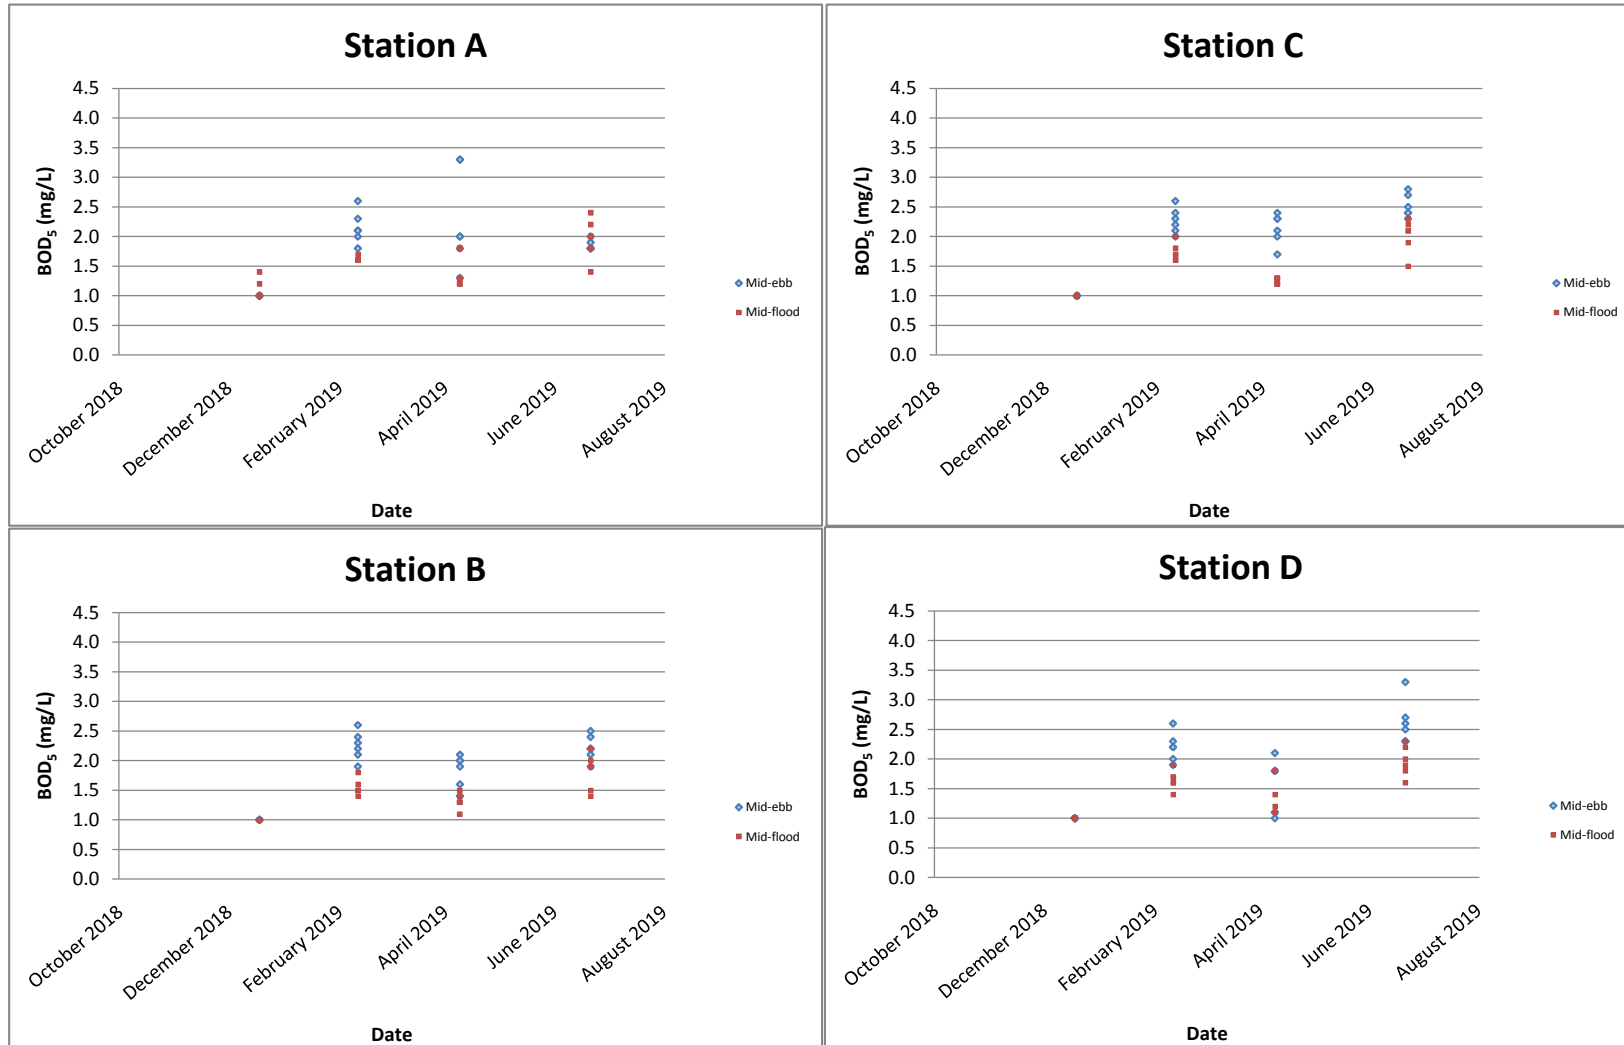 Station A
4.5
4.0
3.5
3.0
2.5
2.0
1.5
1.0
0.5
0.0
BOD5 (mg/L)
October 2018
December 2018
February 2019
April 2019
June 2019
August 2019
Date
Mid-ebb
Mid-flood
Station C
4.5
4.0
3.5
3.0
2.5
2.0
1.5
1.0
0.5
0.0
BOD5 (mg/L)
October 2018
December 2018
February 2019
April 2019
June 2019
August 2019
Date
Mid-ebb
Mid-flood
Station B
4.5
4.0
3.5
3.0
2.5
2.0
1.5
1.0
0.5
0.0
BOD5 (mg/L)
October 2018
December 2018
February 2019
April 2019
June 2019
August 2019
Date
Mid-ebb
Mid-flood
Station D
4.5
4.0
3.5
3.0
2.5
2.0
1.5
1.0
0.5
0.0
BOD5 (mg/L)
October 2018
December 2018
February 2019
April 2019
June 2019
August 2019
Date
Mid-ebb
Mid-flood